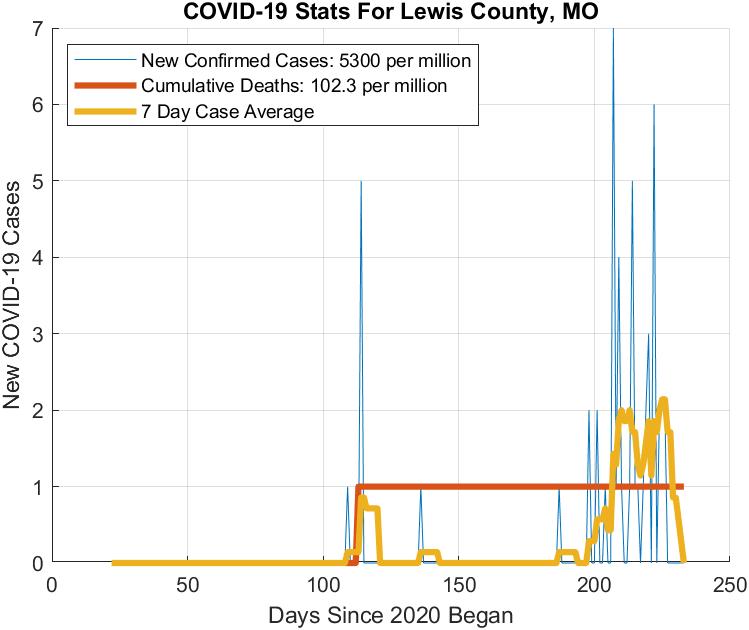 COVID-19 Stats For Lewis County, MO
New Confirmed Cases: 5300 per million
Cumulative Deaths: 102.3 per million
7 Day Case Average
New COVID-19 Cases
7
6
5
4
3
2
1
0
0 50 100 150 200 250
Days Since 2020 Began